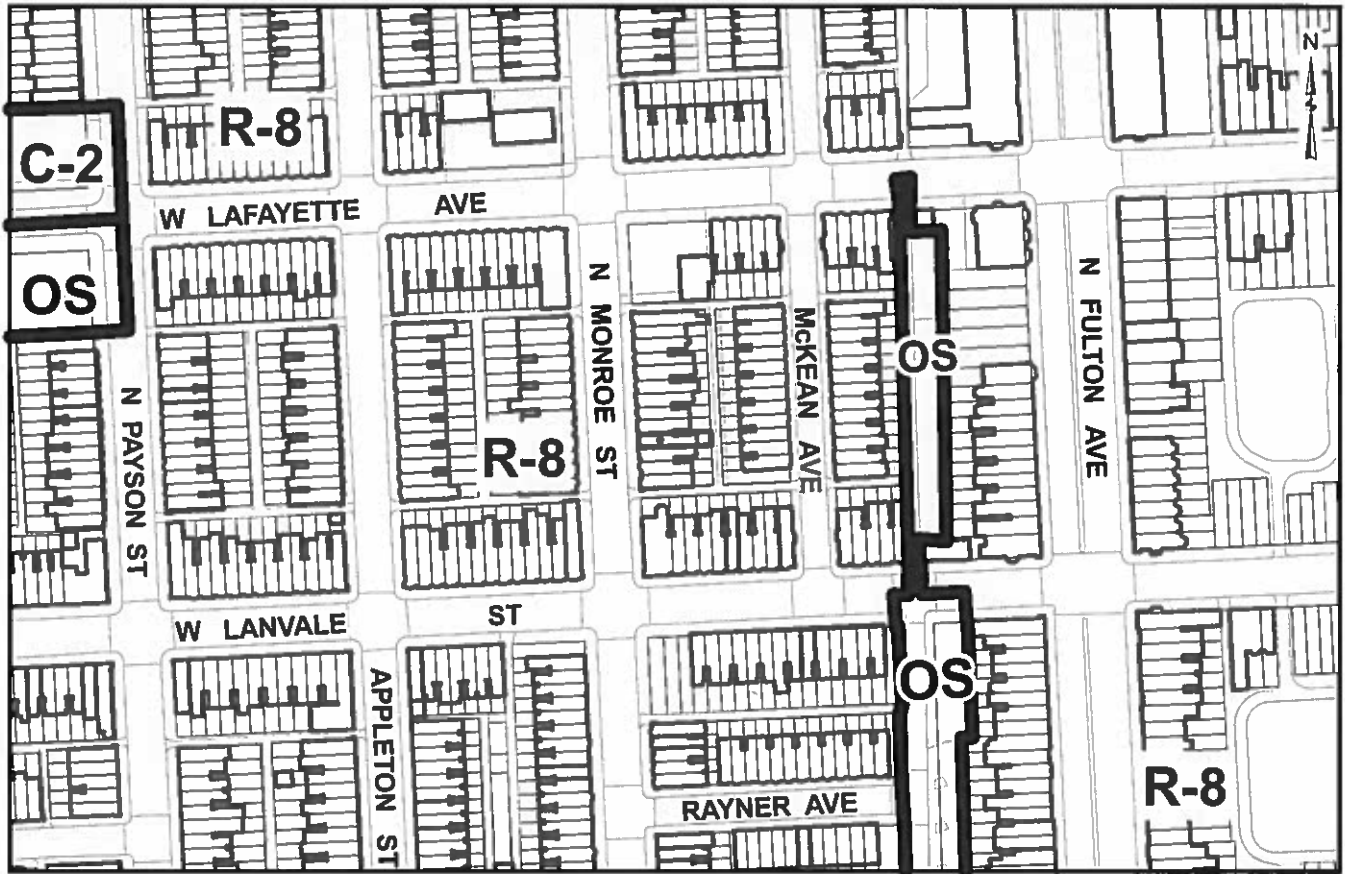 N
R-8
C-2
W LAFAYETTE AVE
OS
N MONROE ST
McKEAN AVE
N FULTON AVE
OS
N PAYSON ST
R-8
W LANVALE ST
OS
APPLETON ST
R-8
RAYNER AVE